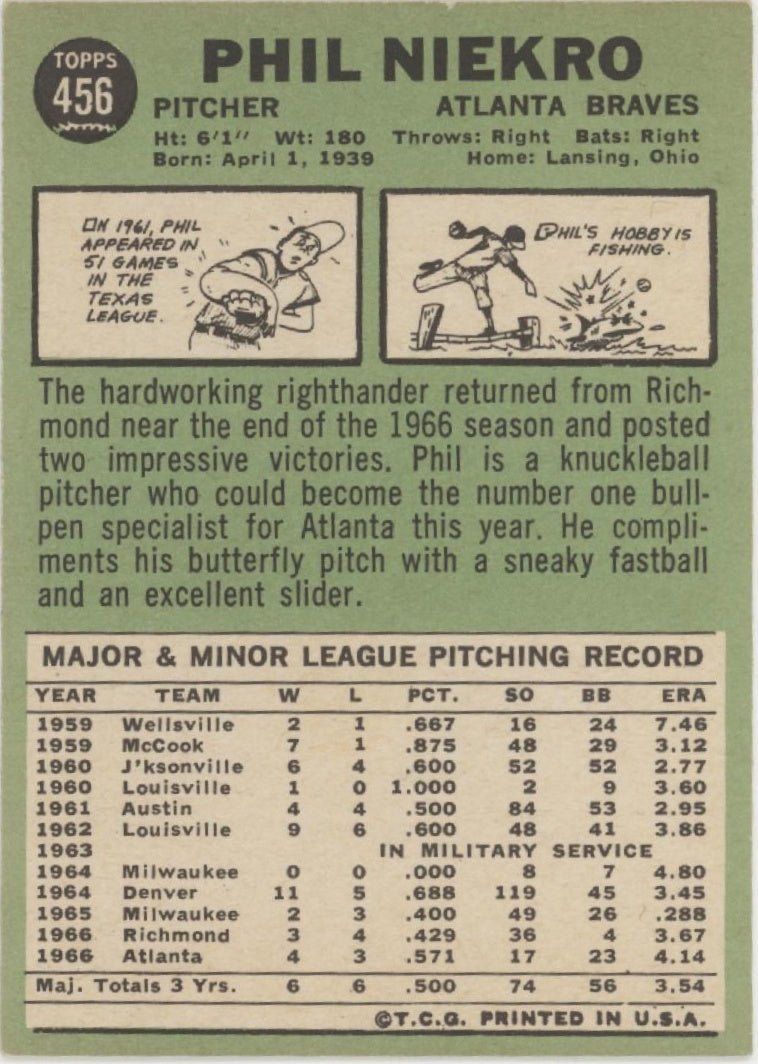 TOPPS
456
PHIL NIEKRO
PITCHER ATLANTA BRAVES
Ht: 6'1" Wt: 180 Throws: Right Bats: Right
Born: April 1, 1939 Home: Lansing, Ohio
IN 1961, PHIL
APPEARED IN
51 GAMES
IN THE
TEXAS
LEAGUE.
PHIL'S HOBBY IS
FISHING.
The hardworking righthander returned from Rich-
mond near the end of the 1966 season and posted
two impressive victories. Phil is a knuckleball
pitcher who could become the number one bull-
pen specialist for Atlanta this year. He compli-
ments his butterfly pitch with a sneaky fastball
and an excellent slider.
MAJOR & MINOR LEAGUE PITCHING RECORD
YEAR TEAM W L PCT. SO BB ERA
1959 Wellsville 2 1 .667 16 24 7.46
1959 McCook 7 1 .875 48 29 3.12
1960 J'ksonville 6 4 .600 52 52 2.77
1960 Louisville 1 0 1.000 2 9 3.60
1961 Austin 4 4 .500 84 53 2.95
1962 Louisville 9 6 .600 48 41 3.86
1963 IN MILITARY SERVICE
1964 Milwaukee 0 0 .000 8 7 4.80
1964 Denver 11 5 .688 119 45 3.45
1965 Milwaukee 2 3 .400 49 26 .288
1966 Richmond 3 4 .429 36 4 3.67
1966 Atlanta 4 3 .571 17 23 4.14
Maj. Totals 3 Yrs. 6 6 .500 74 56 3.54
©T.C.G. PRINTED IN U.S.A.